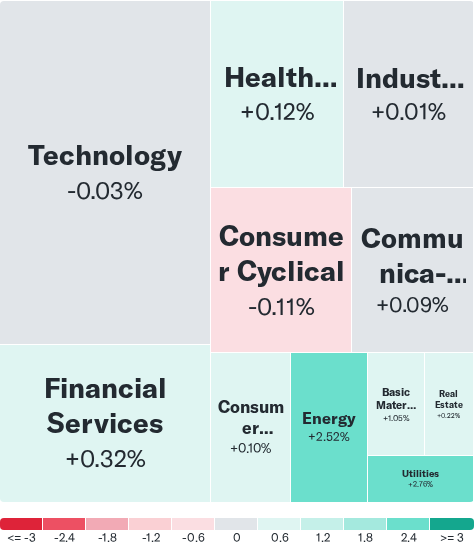 Technology
-0.03%
Health...
+0.12%
Indust...
+0.01%
Consume
r Cyclical
-0.11%
Commu
nica-...
+0.09%
Financial
Services
+0.32%
Consum
er...
+0.10%
Energy
+2.52%
Basic
Mater...
+1.05%
Real
Estate
+0.22%
Utilities
+2.76%
<= -3 -2.4 -1.8 -1.2 -0.6 0 0.6 1.2 1.8 2.4 >= 3